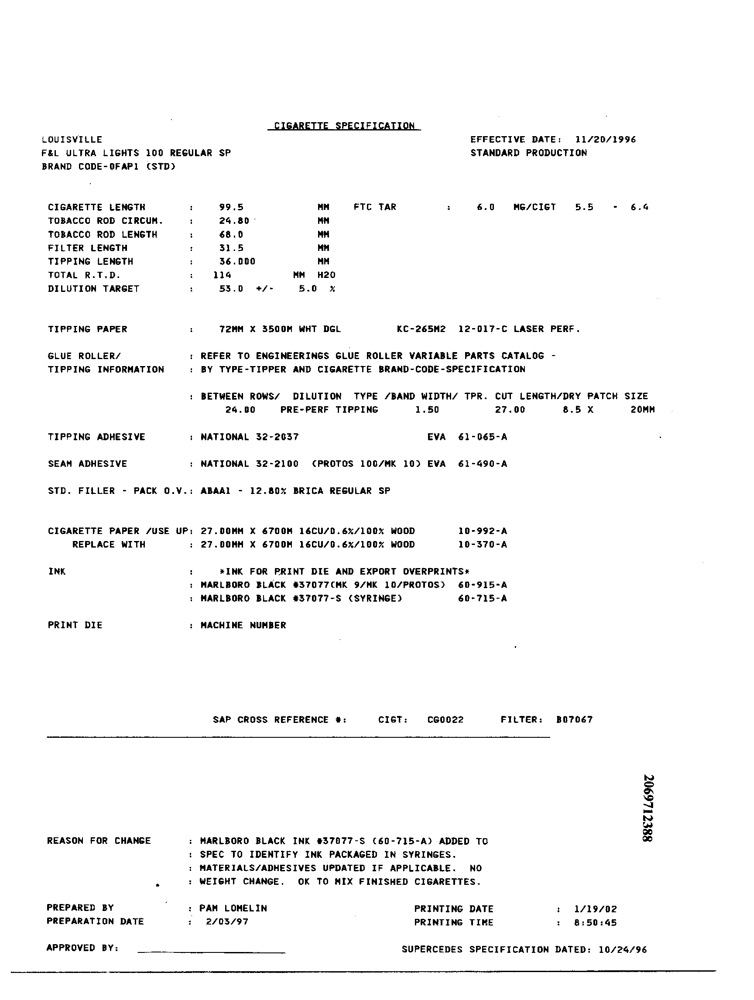 CIGARETTE SPECIFICATION
LOUISVILLE EFFECTIVE DATE: 11/20/1996
F&L ULTRA LIGHTS 100 REGULAR SP STANDARD PRODUCTION
BRAND CODE-0FAP1 (STD)
CIGARETTE LENGTH : 99.5 MM FTC TAR : 6.0 MG/CIGT 5.5 - 6.4
TOBACCO ROD CIRCUM. : 24.80 MM
TOBACCO ROD LENGTH : 68.0 MM
FILTER LENGTH : 31.5 MM
TIPPING LENGTH : 36.000 MM
TOTAL R.T.D. : 114 MM H2O
DILUTION TARGET : 53.0 +/- 5.0 %
TIPPING PAPER : 72MM X 3500M WHT DGL KC-265M2 12-017-C LASER PERF.
GLUE ROLLER/ : REFER TO ENGINEERINGS GLUE ROLLER VARIABLE PARTS CATALOG -
TIPPING INFORMATION : BY TYPE-TIPPER AND CIGARETTE BRAND-CODE-SPECIFICATION
: BETWEEN ROWS/ DILUTION TYPE /BAND WIDTH/ TPR. CUT LENGTH/DRY PATCH SIZE
24.00 PRE-PERF TIPPING 1.50 27.00 8.5 X 20MM
TIPPING ADHESIVE : NATIONAL 32-2037 EVA 61-065-A
SEAM ADHESIVE : NATIONAL 32-2100 (PROTOS 100/MK 10) EVA 61-490-A
STD. FILLER - PACK O.V.: ABAA1 - 12.80% BRICA REGULAR SP
CIGARETTE PAPER /USE UP: 27.00MM X 6700M 16CU/0.6%/100% WOOD 10-992-A
REPLACE WITH : 27.00MM X 6700M 16CU/0.6%/100% WOOD 10-370-A
INK : *INK FOR PRINT DIE AND EXPORT OVERPRINTS*
: MARLBORO BLACK #37077(MK 9/MK 10/PROTOS) 60-915-A
: MARLBORO BLACK #37077-S (SYRINGE) 60-715-A
PRINT DIE : MACHINE NUMBER
SAP CROSS REFERENCE #: CIGT: CG0022 FILTER: B07067
2069712388
REASON FOR CHANGE : MARLBORO BLACK INK #37077-S (60-715-A) ADDED TO
: SPEC TO IDENTIFY INK PACKAGED IN SYRINGES.
: MATERIALS/ADHESIVES UPDATED IF APPLICABLE. NO
: WEIGHT CHANGE. OK TO MIX FINISHED CIGARETTES.
PREPARED BY : PAM LOMELIN PRINTING DATE : 1/19/02
PREPARATION DATE : 2/03/97 PRINTING TIME : 8:50:45
APPROVED BY: SUPERCEDES SPECIFICATION DATED: 10/24/96